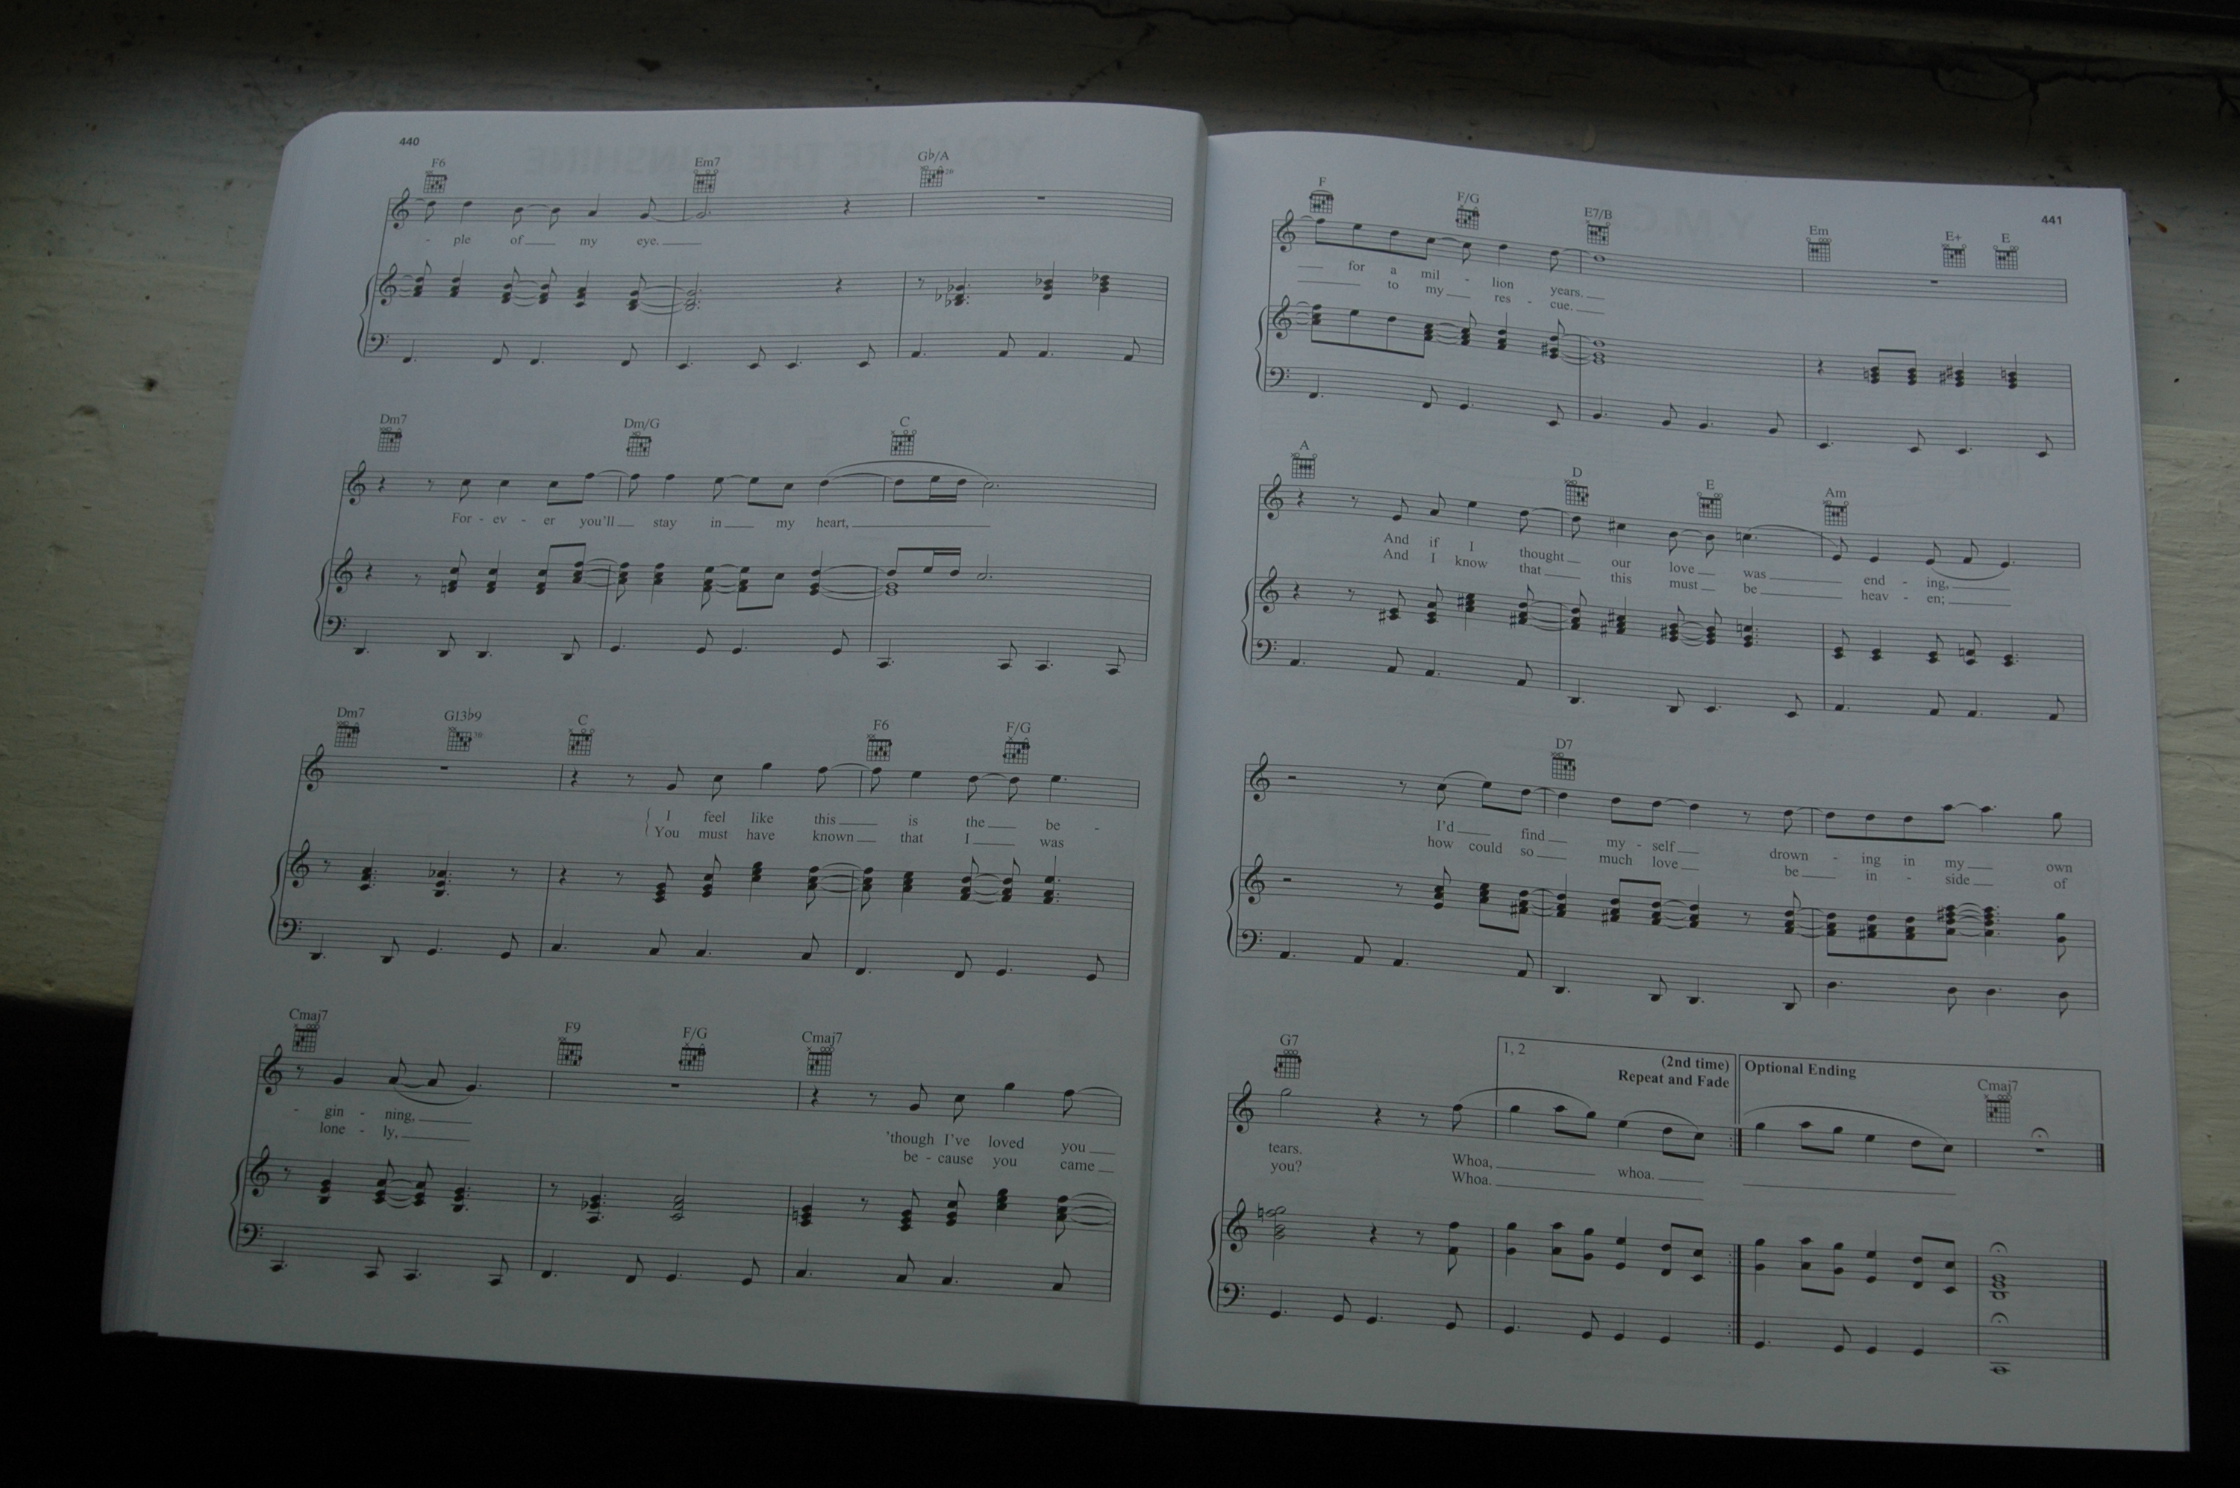 440
F6 Em7 Gb/A
- ple of my eye.
Dm7 Dm/G C
For - ev - er you'll stay in my heart,
Dm7 G13b9 C F6 F/G
I feel like this is the be -
You must have known that I was
Cmaj7 F9 F/G Cmaj7
- gin - ning, 'though I've loved you
lone - ly, be - cause you came
441
F F/G E7/B Em E+ E
for a mil - lion years.
to my res - cue.
A D E Am
And if I thought our love was end - ing,
And I know that this must be heav - en;
D7
I'd find my - self drown - ing in my own
how could so much love be in - side of
G7 1, 2 (2nd time) Optional Ending
Repeat and Fade Cmaj7
tears. Whoa, whoa.
you? Whoa.